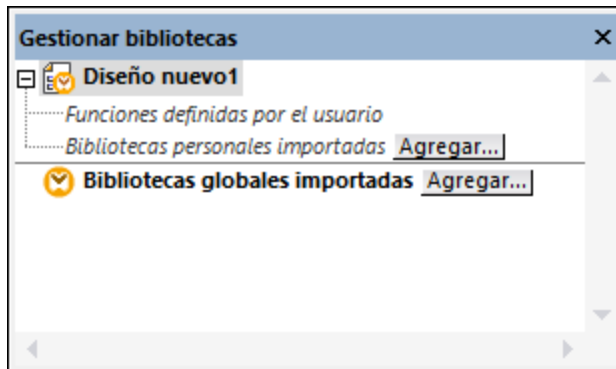 Gestionar bibliotecas
Diseño nuevo1
Funciones definidas por el usuario
Bibliotecas personales importadas Agregar...
Bibliotecas globales importadas Agregar...